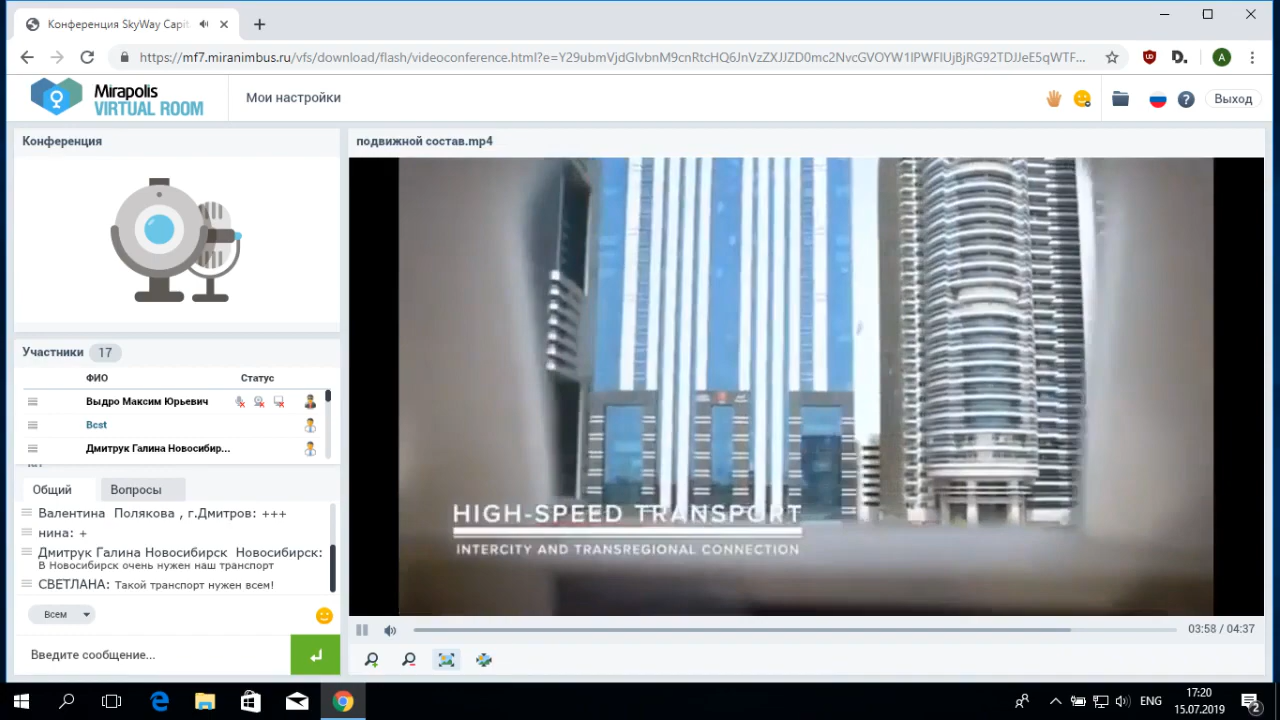 Конференция SkyWay Capit
https://mf7.miranimbus.ru/vfs/download/flash/videoconference.html?e=Y29ubmVjdGlvbnM9cnRtcHQ6JnVzZXJJZD0mc2NvcGVOYW1lPWFlUjBjRG92TDJJeE5qWTF...
D.
A
Mirapolis
VIRTUAL ROOM
Мои настройки
Выход
Конференция
подвижной состав.mp4
Участники 17
ФИО Статус
Выдро Максим Юрьевич
Bcst
Дмитрук Галина Новосибир...
Общий Вопросы
Валентина Полякова , г.Дмитров: +++
нина: +
Дмитрук Галина Новосибирск Новосибирск:
В Новосибирск очень нужен наш транспорт
СВЕТЛАНА: Такой транспорт нужен всем!
Всем
Введите сообщение...
HIGH-SPEED TRANSPORT
INTERCITY AND TRANSREGIONAL CONNECTION
03:58 / 04:37
ENG
17:20
15.07.2019
2